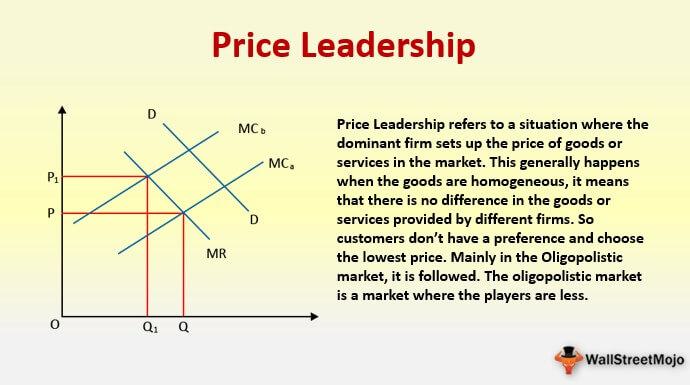 Price Leadership
D
MC b
MC a
P1
P
D
MR
O
Q1
Q
Price Leadership refers to a situation where the
dominant firm sets up the price of goods or
services in the market. This generally happens
when the goods are homogeneous, it means
that there is no difference in the goods or
services provided by different firms. So
customers don’t have a preference and choose
the lowest price. Mainly in the Oligopolistic
market, it is followed. The oligopolistic market
is a market where the players are less.
WallStreetMojo